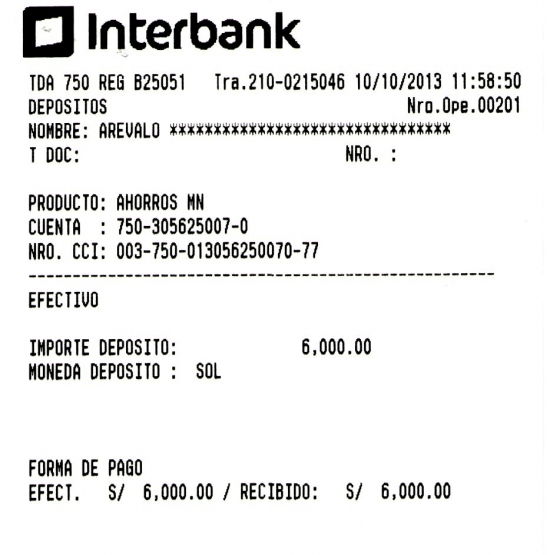 Interbank
TDA 750 REG B25051 Tra.210-0215046 10/10/2013 11:58:50
DEPOSITOS Nro.Ope.00201
NOMBRE: AREVALO ********************************
T DOC: NRO. :
PRODUCTO: AHORROS MN
CUENTA : 750-305625007-0
NRO. CCI: 003-750-013056250070-77
-----------------------------------------------------
EFECTIVO
IMPORTE DEPOSITO: 6,000.00
MONEDA DEPOSITO : SOL
FORMA DE PAGO
EFECT. S/ 6,000.00 / RECIBIDO: S/ 6,000.00